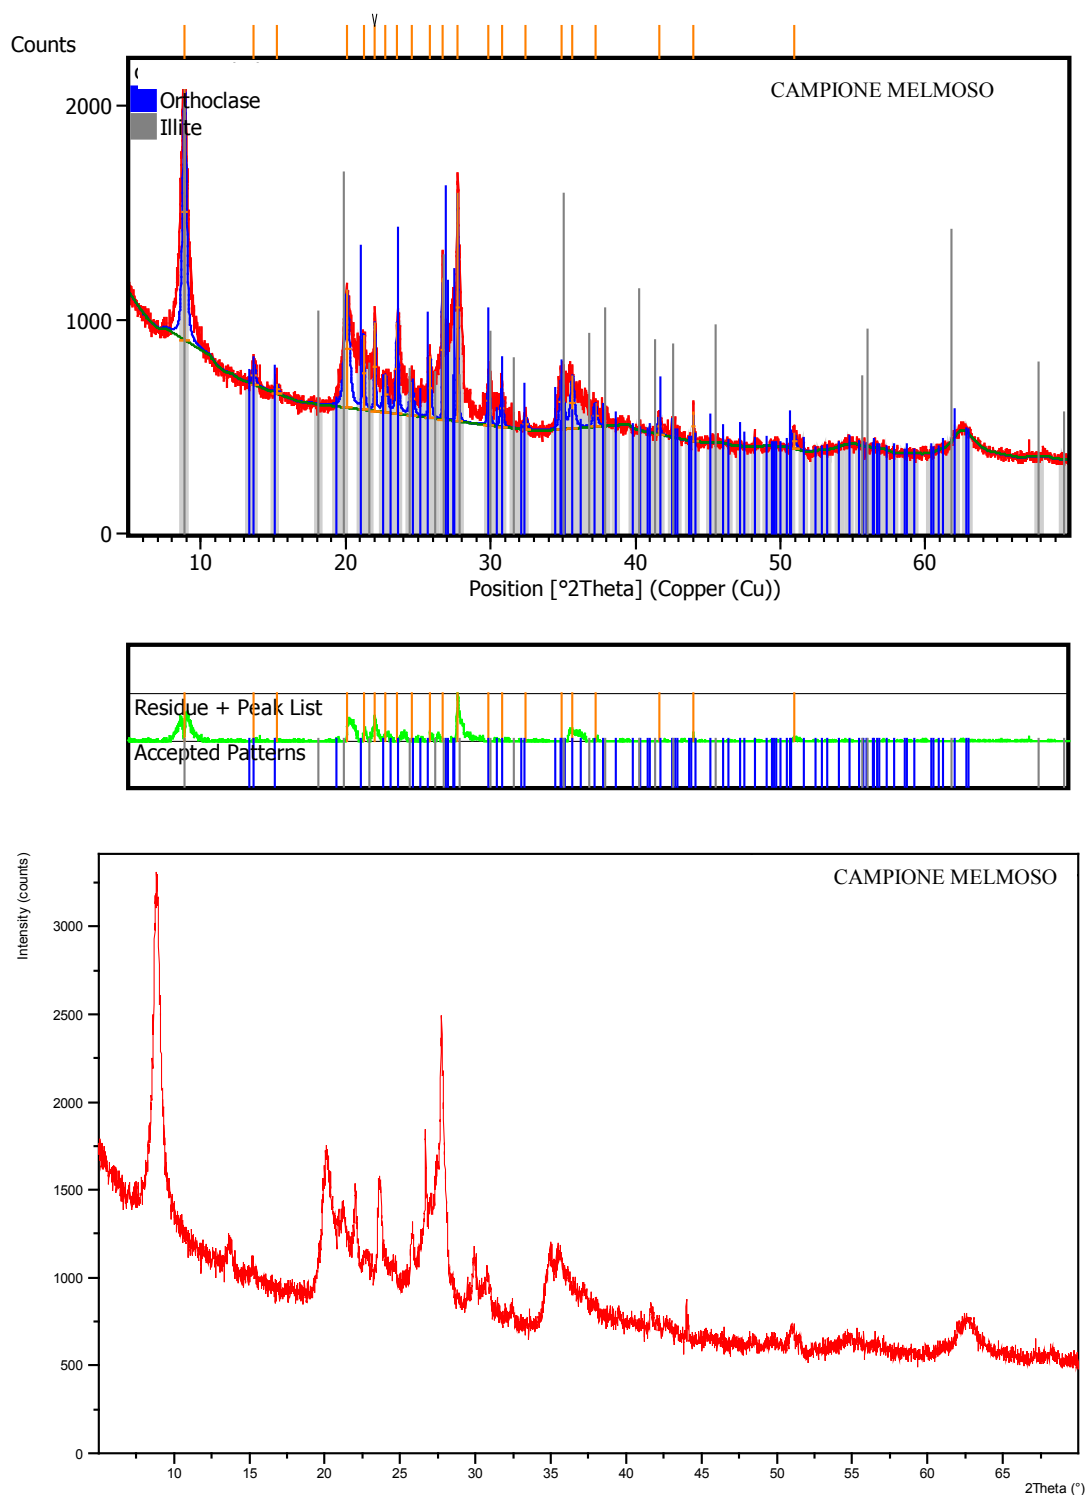 Counts
CAMPIONE MELMOSO
2000
Orthoclase
Illite
1000
0
10 20 30 40 50 60
Position [°2Theta] (Copper (Cu))
Residue + Peak List
Accepted Patterns
Intensity (counts)
CAMPIONE MELMOSO
3000
2500
2000
1500
1000
500
0
10 15 20 25 30 35 40 45 50 55 60 65
2Theta (°)